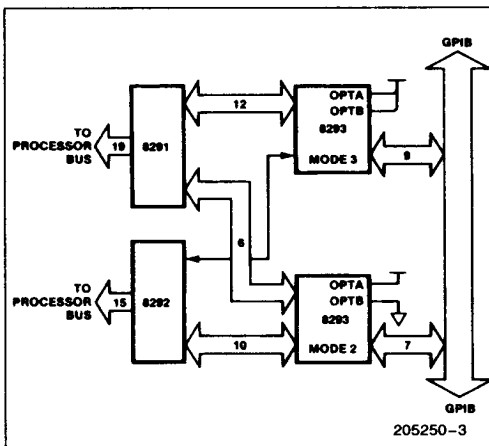 GPIB
OPTA
OPTB
8293
MODE 3
12
9
TO
PROCESSOR
BUS
19
8291
6
TO
PROCESSOR
BUS
15
8292
OPTA
OPTB
8293
MODE 2
10
7
GPIB
205250-3